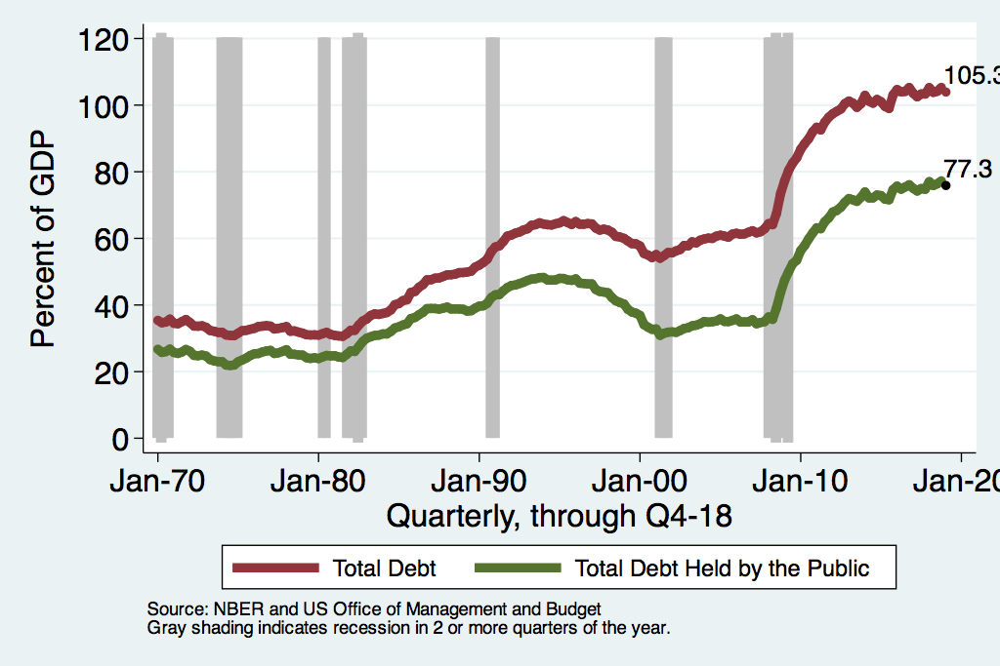 120
100
80
60
40
20
0
Percent of GDP
105.3
77.3
Jan-70 Jan-80 Jan-90 Jan-00 Jan-10 Jan-20
Quarterly, through Q4-18
Total Debt Total Debt Held by the Public
Source: NBER and US Office of Management and Budget
Gray shading indicates recession in 2 or more quarters of the year.